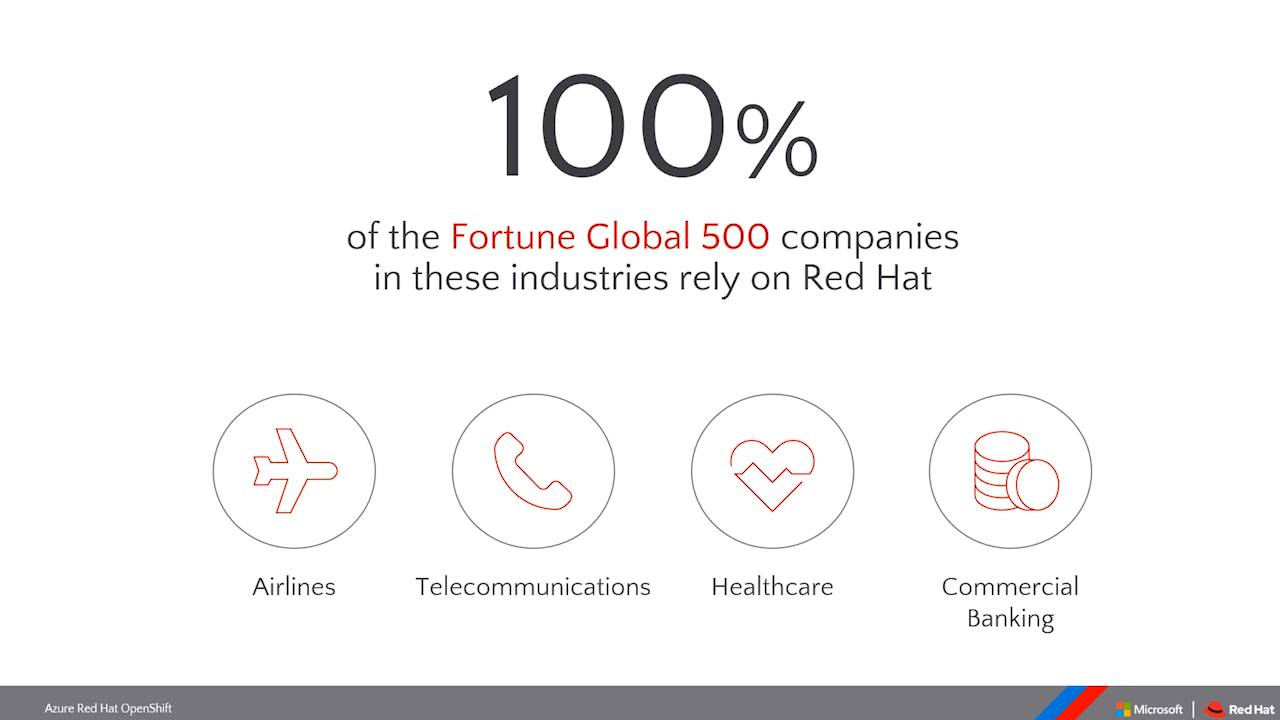 100%
of the Fortune Global 500 companies
in these industries rely on Red Hat
Airlines
Telecommunications
Healthcare
Commercial
Banking
Azure Red Hat OpenShift
Microsoft | Red Hat